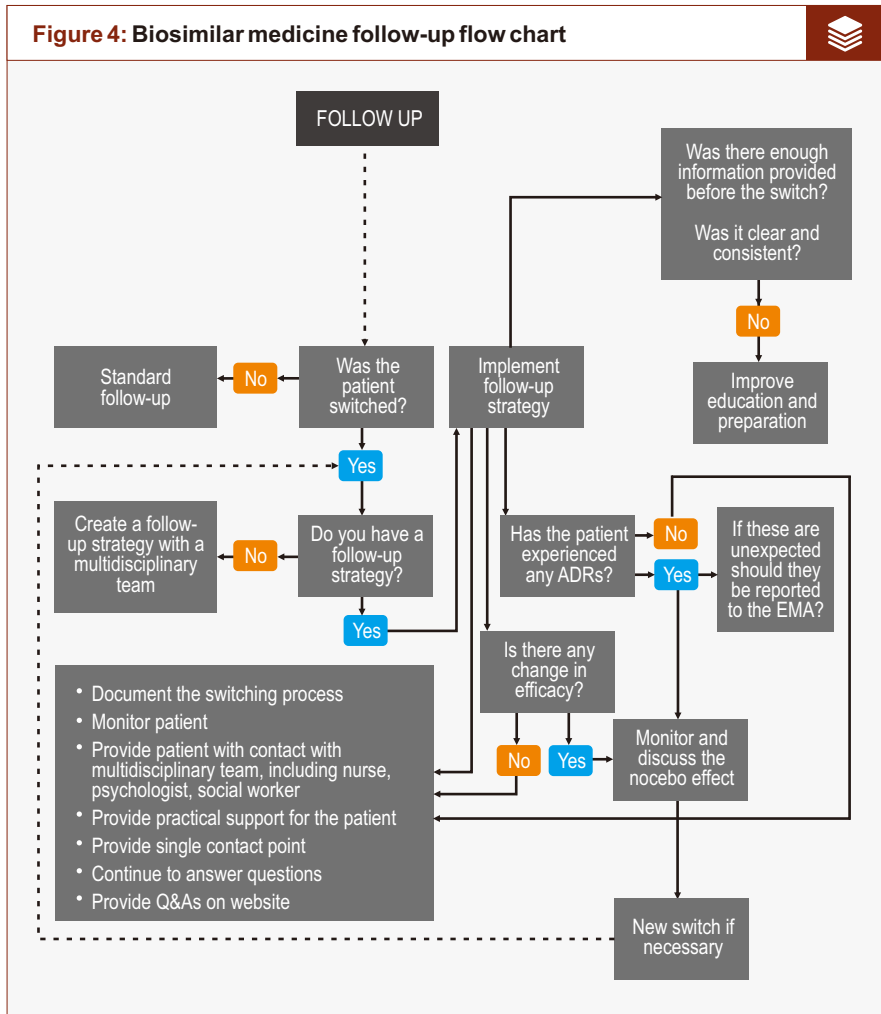 Figure 4: Biosimilar medicine follow-up flow chart
FOLLOW UP
Was there enough
information provided
before the switch?
Was it clear and
consistent?
No
Improve
education and
preparation
Standard
follow-up
No
Was the
patient
switched?
Implement
follow-up
strategy
Yes
Create a follow-
up strategy with a
multidisciplinary
team
No
Do you have a
follow-up
strategy?
Yes
Has the patient
experienced
any ADRs?
No
Yes
If these are
unexpected
should they
be reported
to the EMA?
Is there any
change in
efficacy?
No
Yes
Monitor and
discuss the
nocebo effect
• Document the switching process
• Monitor patient
• Provide patient with contact with
multidisciplinary team, including nurse,
psychologist, social worker
• Provide practical support for the patient
• Provide single contact point
• Continue to answer questions
• Provide Q&As on website
New switch if
necessary